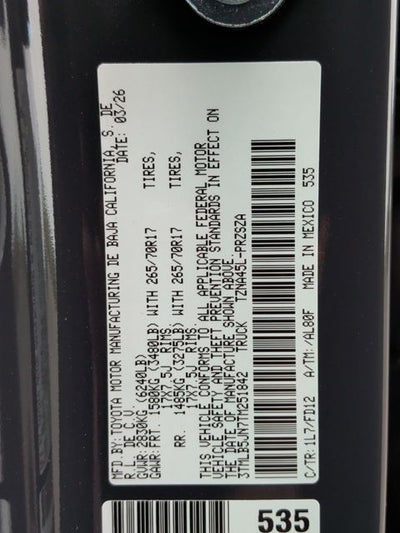 MFD.BY:TOYOTA MOTOR MANUFACTURING DE BAJA CALIFORNIA, S. DE
R.L. DE C.V. DATE: 03/26
GVWR: 2830KG (6240LB)
GAWR: FRT. 1580KG (3480LB) WITH 265/70R17 TIRES,
17X7.5J RIMS,
RR. 1485KG (3275LB) WITH 265/70R17 TIRES,
17X7.5J RIMS.
THIS VEHICLE CONFORMS TO ALL APPLICABLE FEDERAL MOTOR
VEHICLE SAFETY AND THEFT PREVENTION STANDARDS IN EFFECT ON
THE DATE OF MANUFACTURE SHOWN ABOVE.
3TMLB5JN7TM251842 TRUCK TZNA45L-PRZSZA
C/TR: 1L7/FD12 A/TM: /AL80F MADE IN MEXICO 535
535